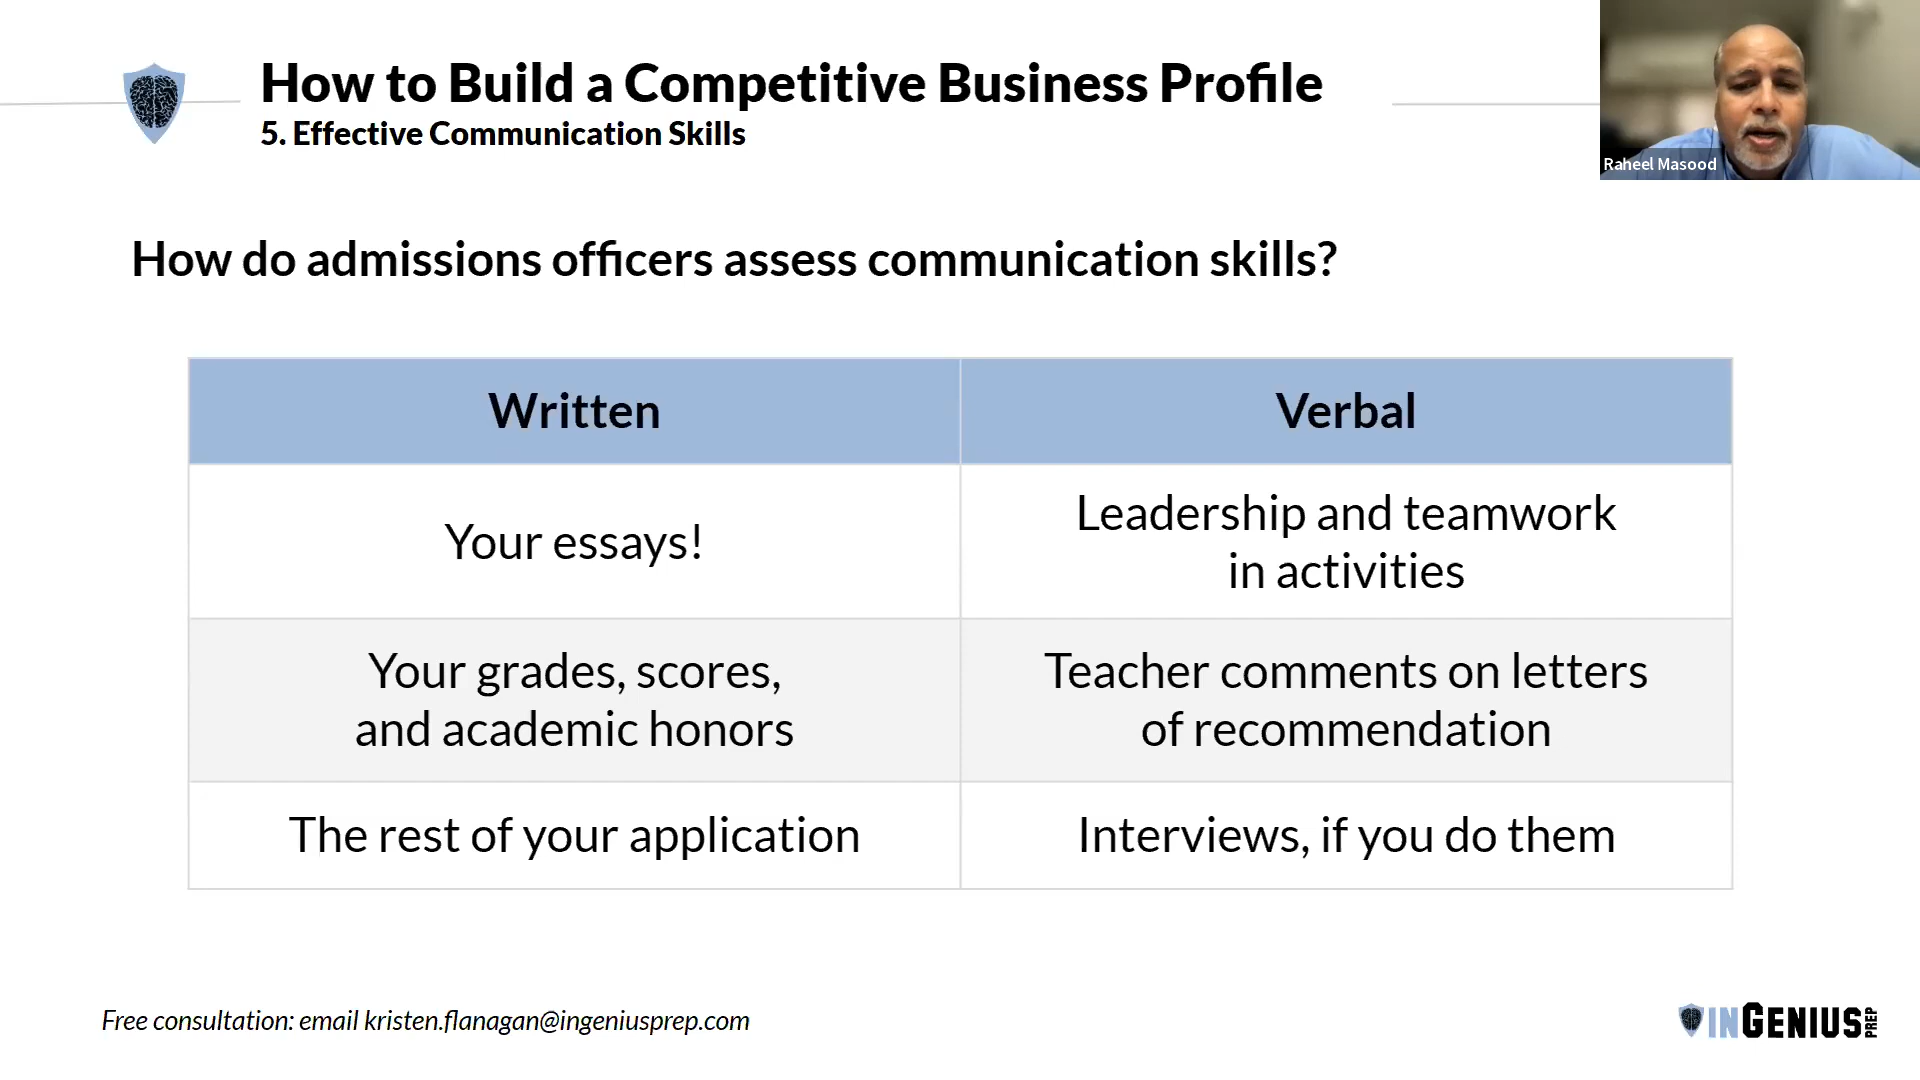 How to Build a Competitive Business Profile
5. Effective Communication Skills
Raheel Masood
How do admissions officers assess communication skills?
Written
Verbal
Your essays!
Leadership and teamwork
in activities
Your grades, scores,
and academic honors
Teacher comments on letters
of recommendation
The rest of your application
Interviews, if you do them
Free consultation: email kristen.flanagan@ingeniusprep.com
INGENIUS PREP